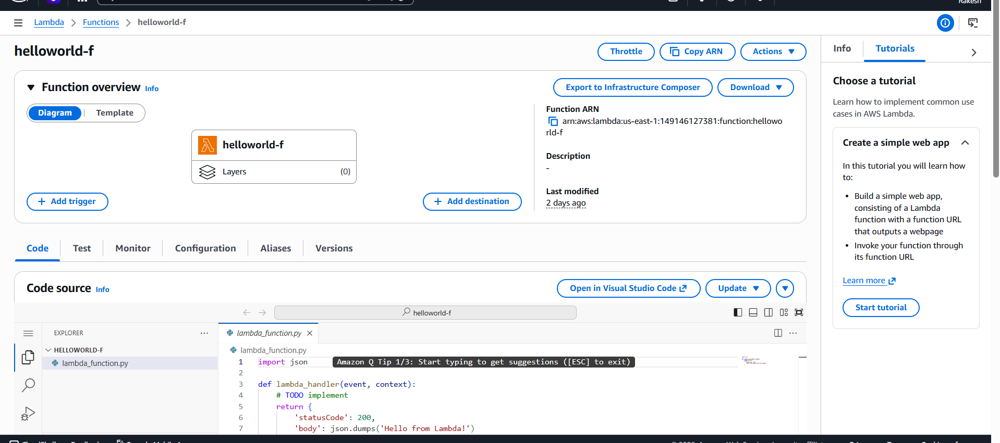 Rakesh
Lambda
Functions
helloworld-f
helloworld-f
Throttle
Copy ARN
Actions
Info
Tutorials
Function overview Info
Export to Infrastructure Composer
Download
Diagram
Template
helloworld-f
Layers
(0)
Add trigger
Add destination
Function ARN
arn:aws:lambda:us-east-1:149146127381:function:hellowo
rld-f
Description
-
Last modified
2 days ago
Choose a tutorial
Learn how to implement common use
cases in AWS Lambda.
Create a simple web app
In this tutorial you will learn how
to:
• Build a simple web app,
consisting of a Lambda
function with a function URL
that outputs a webpage
• Invoke your function through
its function URL
Learn more
Start tutorial
Code
Test
Monitor
Configuration
Aliases
Versions
Code source Info
Open in Visual Studio Code
Update
helloworld-f
EXPLORER
HELLOWORLD-F
lambda_function.py
lambda_function.py
lambda_function.py
1 import json
Amazon Q Tip 1/3: Start typing to get suggestions ([ESC] to exit)
2
3 def lambda_handler(event, context):
4 # TODO implement
5 return {
6 'statusCode': 200,
7 'body': json.dumps('Hello from Lambda!')